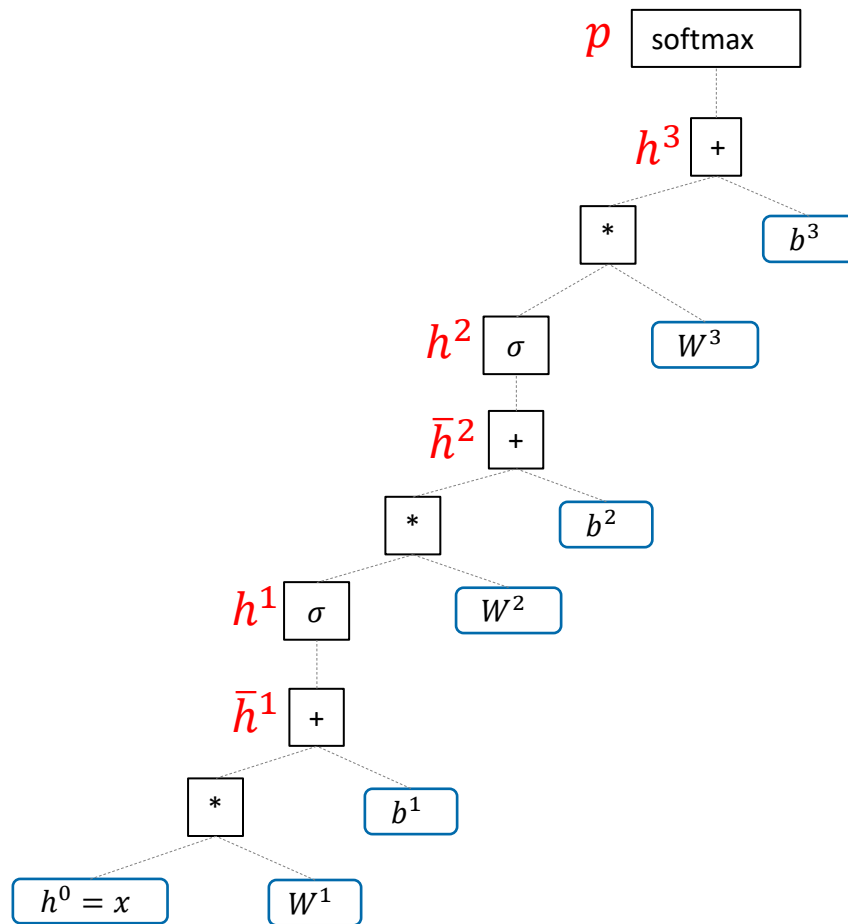 p softmax
h³ +
* b³
h² σ W³
h̄² +
* b²
h¹ σ W²
h̄¹ +
* b¹
h⁰ = x W¹